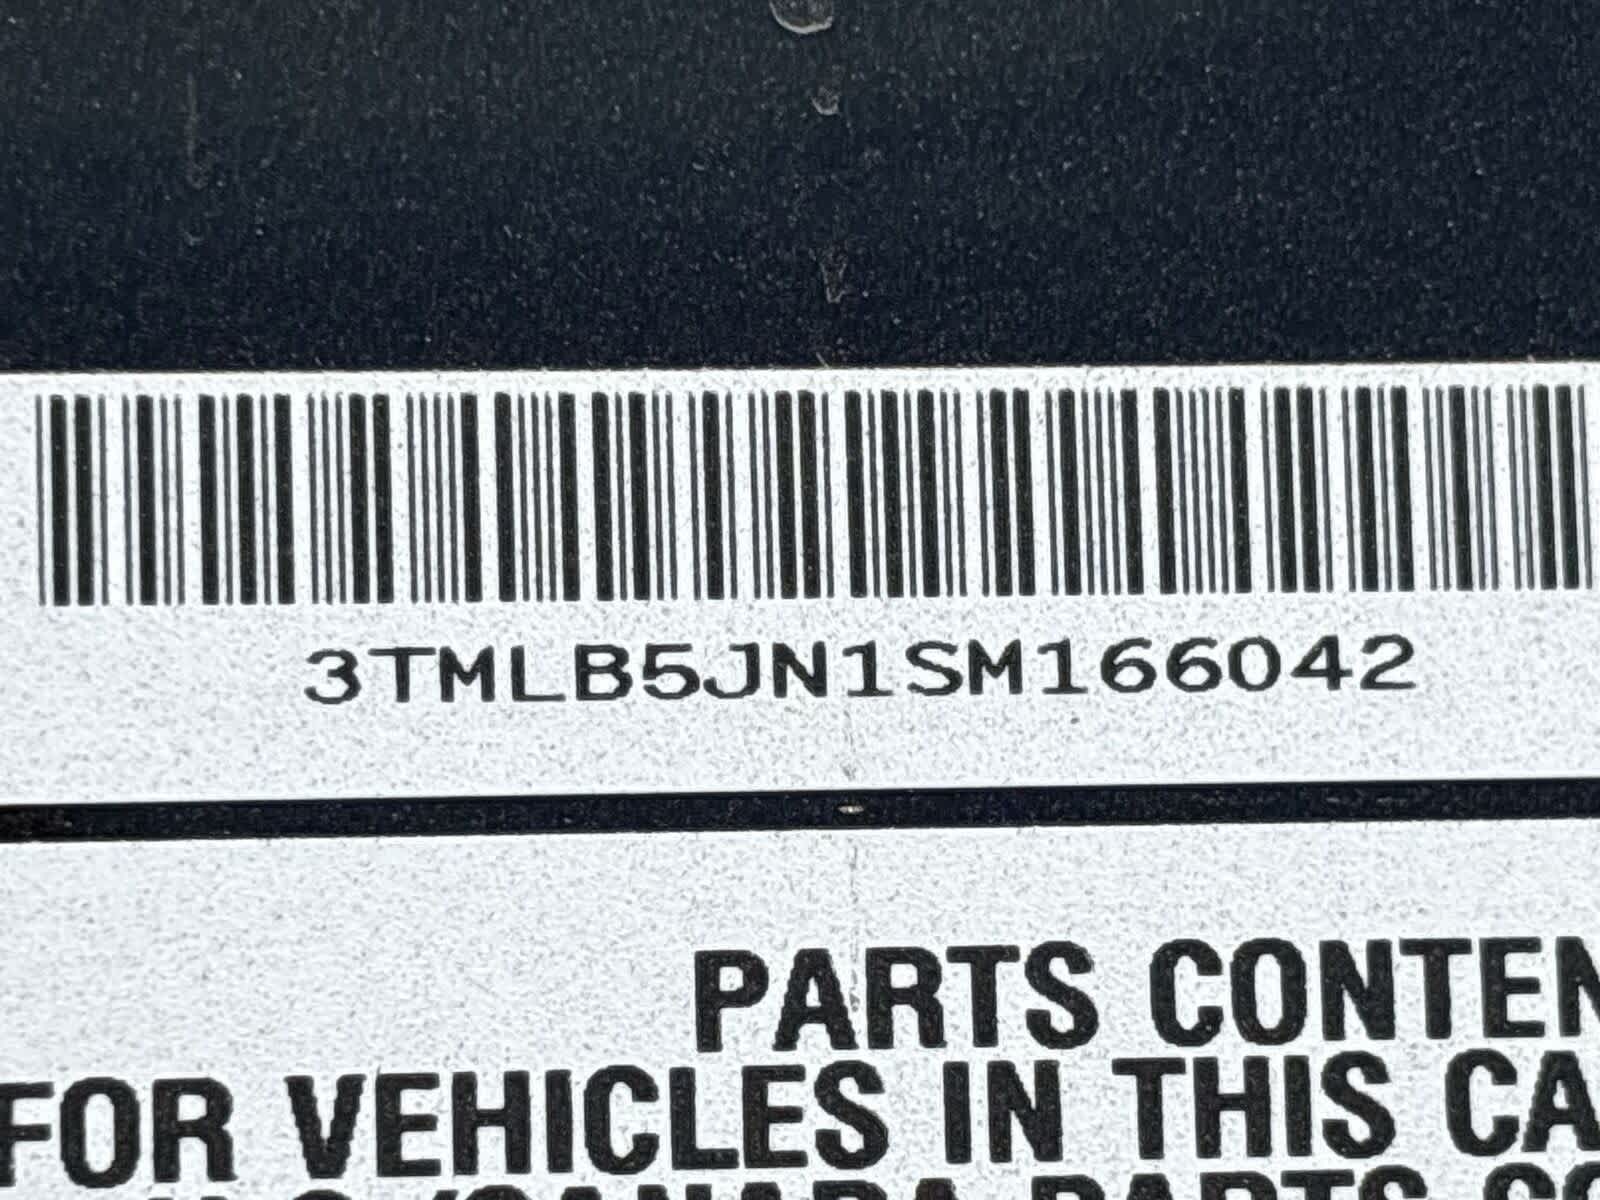 3TMLB5JN1SM166042
PARTS CONTEN
FOR VEHICLES IN THIS CA